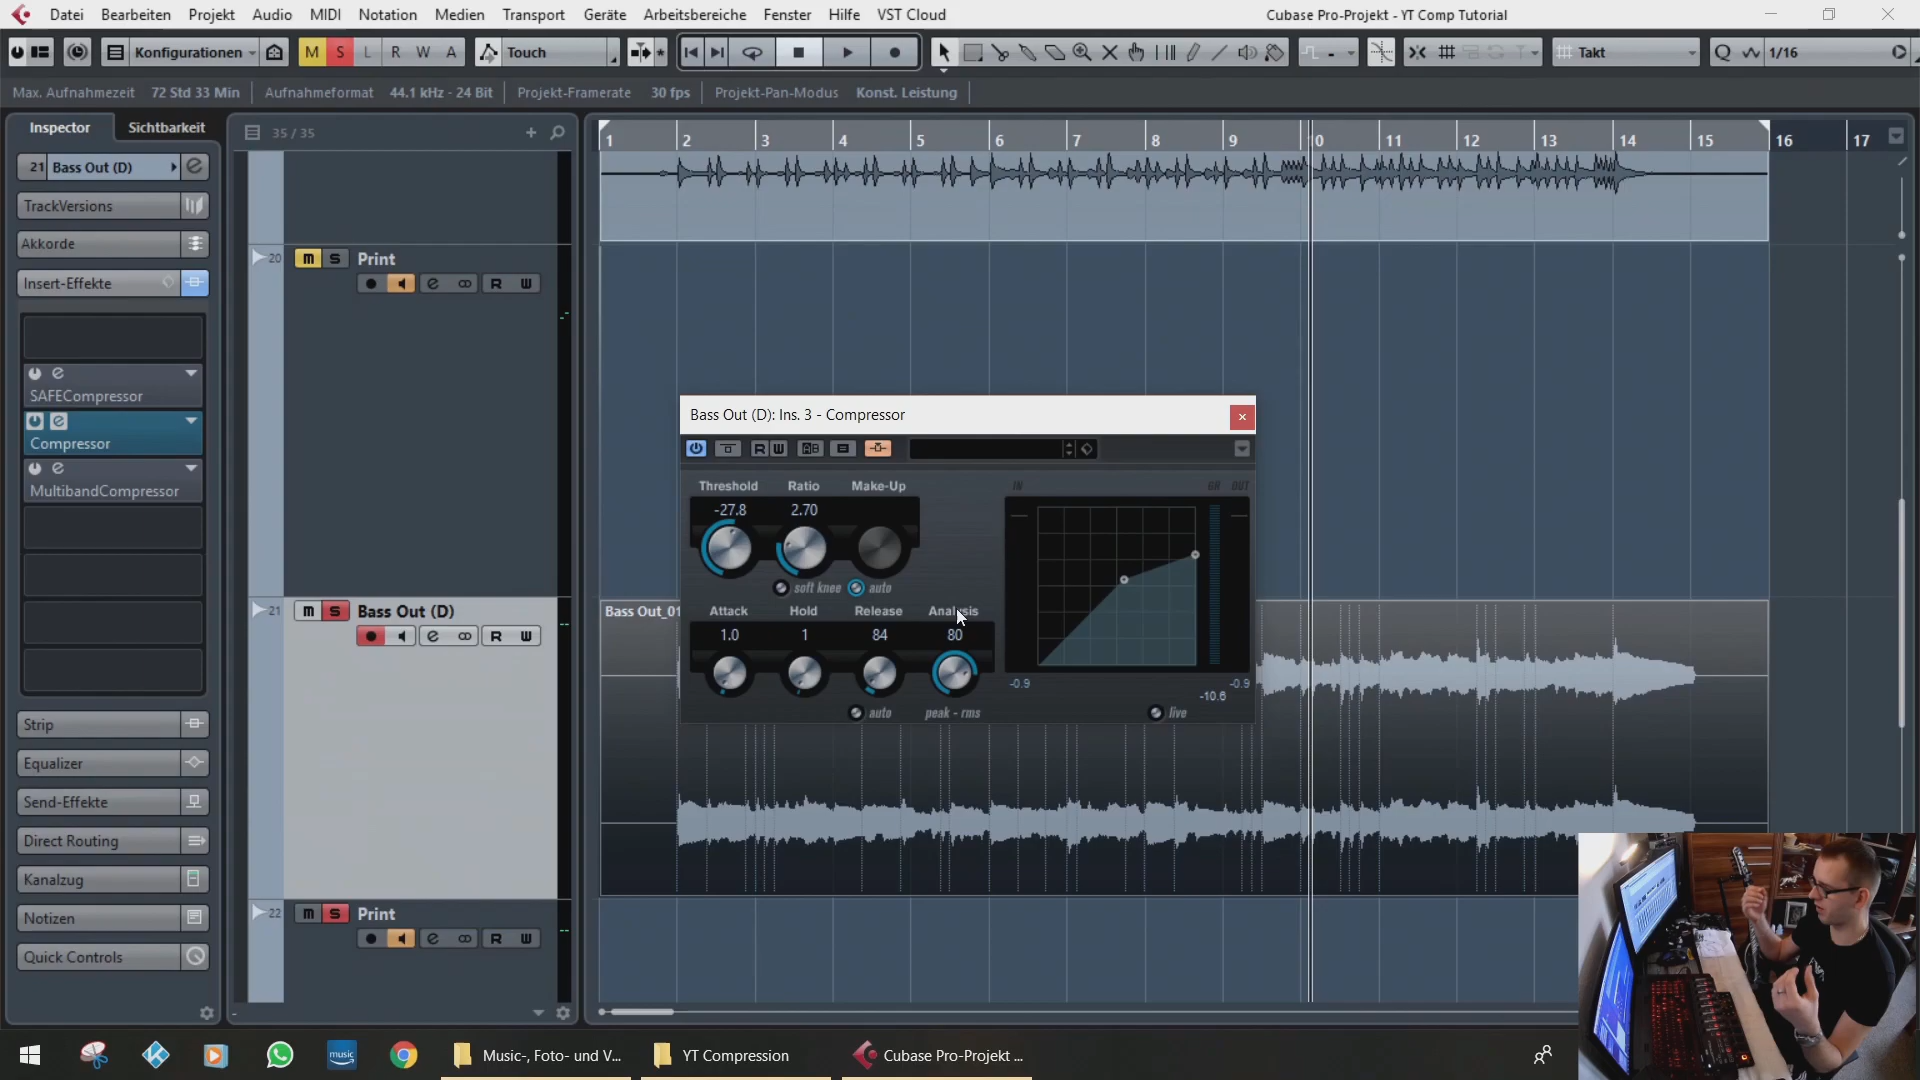 Datei Bearbeiten Projekt Audio MIDI Notation Medien Transport Geräte Arbeitsbereiche Fenster Hilfe VST Cloud Cubase Pro-Projekt - YT Comp Tutorial
Konfigurationen M S L R W A Touch Takt Q 1/16
Max. Aufnahmezeit 72 Std 33 Min Aufnahmeformat 44.1 kHz - 24 Bit Projekt-Framerate 30 fps Projekt-Pan-Modus Konst. Leistung
Inspector Sichtbarkeit 35 / 35
1 2 3 4 5 6 7 8 9 10 11 12 13 14 15 16 17
21 Bass Out (D)
TrackVersions
Akkorde
Insert-Effekte
SAFECompressor
Compressor
MultibandCompressor
Strip
Equalizer
Send-Effekte
Direct Routing
Kanalzug
Notizen
Quick Controls
20 m S Print
R W
21 m S Bass Out (D)
R W
22 m S Print
R W
Bass Out_01
Bass Out (D): Ins. 3 - Compressor
R W
Threshold Ratio Make-Up IN GR OUT
-27.8 2.70
soft knee auto
Attack Hold Release Analysis
1.0 1 84 80
-0.9 -10.6 -0.9
auto peak - rms live
music Music-, Foto- und V... YT Compression Cubase Pro-Projekt ...